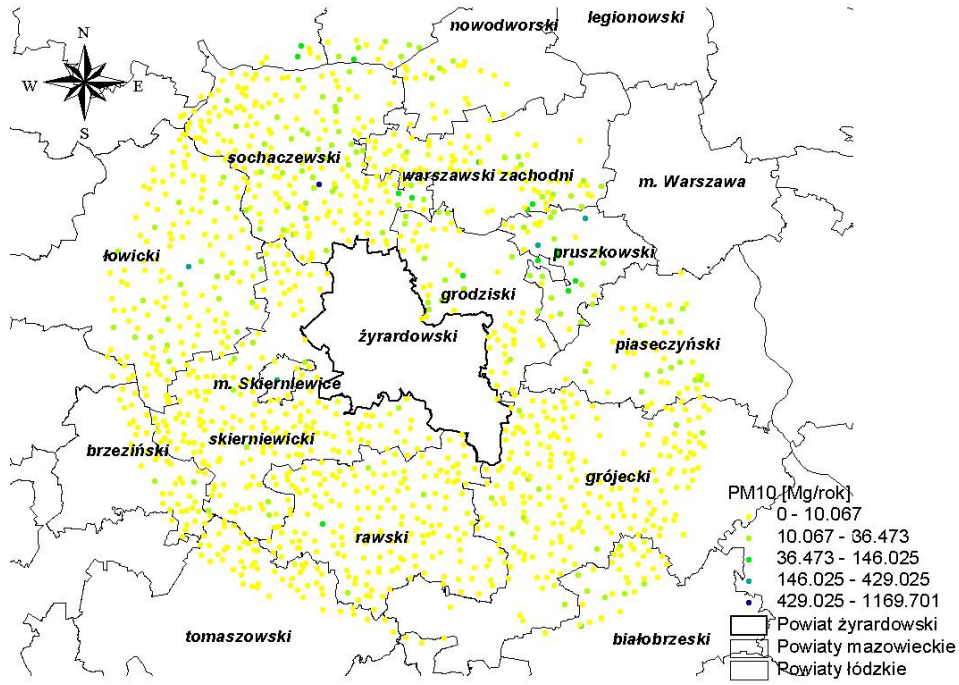 nowodworski
legionowski
N
W
E
S
sochaczewski
warszawski zachodni
m. Warszawa
łowicki
pruszkowski
grodziski
żyrardowski
piaseczyński
m. Skierniewice
skierniewicki
brzeziński
grójecki
rawski
tomaszowski
białobrzeski
PM10 [Mg/rok]
0 - 10.067
10.067 - 36.473
36.473 - 146.025
146.025 - 429.025
429.025 - 1169.701
Powiat żyrardowski
Powiaty mazowieckie
Powiaty łódzkie